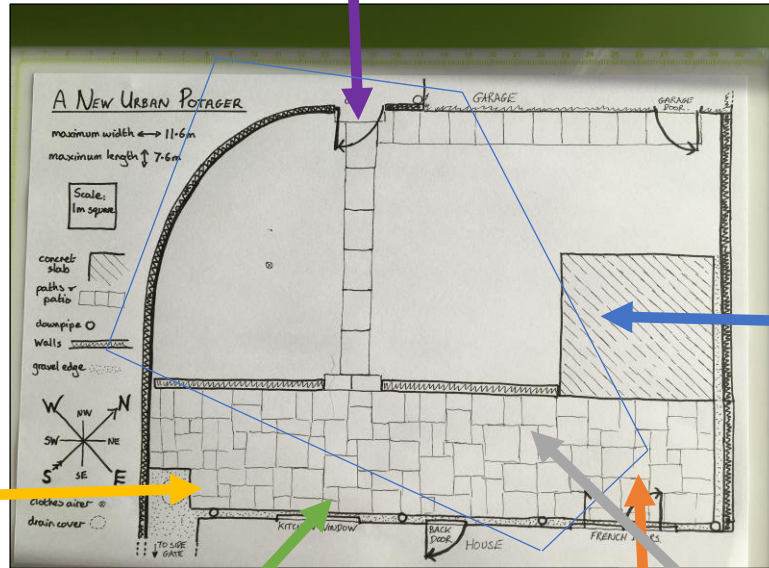 A NEW URBAN POTAGER
maximum width ↔ 11.6m
maximum length ↕ 7.6m
Scale:
1m square
concrete
slab
paths &
patio
downpipe
Walls
gravel edge
W NW N
SW NE
S SE E
clothes airer
drain cover
GARAGE
GARAGE
DOOR
TO SIDE
GATE
KITCHEN WINDOW
BACK
DOOR
HOUSE
FRENCH DOORS